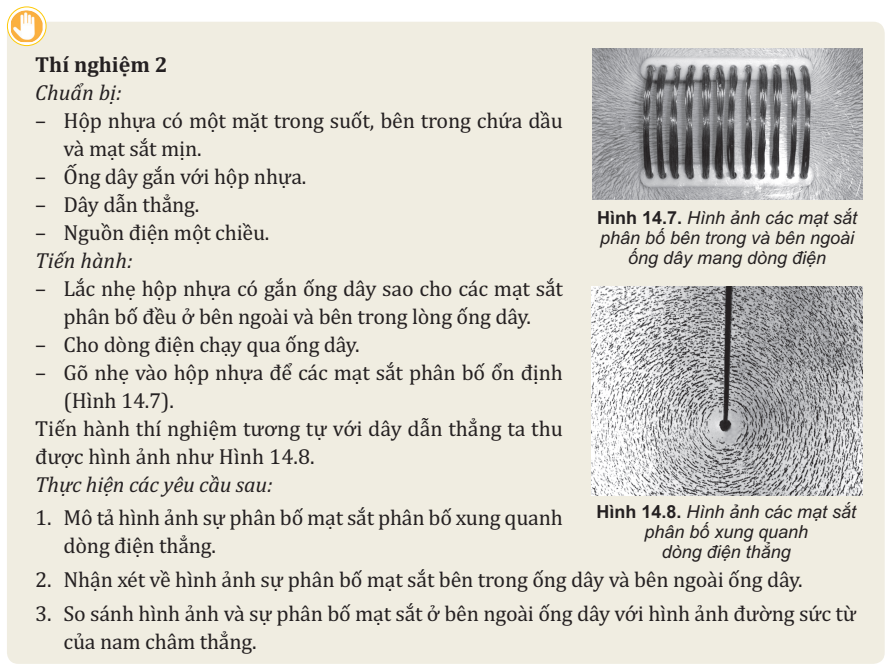 Thí nghiệm 2
Chuẩn bị:
– Hộp nhựa có một mặt trong suốt, bên trong chứa dầu
và mạt sắt mịn.
– Ống dây gắn với hộp nhựa.
– Dây dẫn thẳng.
– Nguồn điện một chiều.
Tiến hành:
– Lắc nhẹ hộp nhựa có gắn ống dây sao cho các mạt sắt
phân bố đều ở bên ngoài và bên trong lòng ống dây.
– Cho dòng điện chạy qua ống dây.
– Gõ nhẹ vào hộp nhựa để các mạt sắt phân bố ổn định
(Hình 14.7).
Tiến hành thí nghiệm tương tự với dây dẫn thẳng ta thu
được hình ảnh như Hình 14.8.
Thực hiện các yêu cầu sau:
1. Mô tả hình ảnh sự phân bố mạt sắt phân bố xung quanh
dòng điện thẳng.
Hình 14.7. Hình ảnh các mạt sắt
phân bố bên trong và bên ngoài
ống dây mang dòng điện
Hình 14.8. Hình ảnh các mạt sắt
phân bố xung quanh
dòng điện thẳng
2. Nhận xét về hình ảnh sự phân bố mạt sắt bên trong ống dây và bên ngoài ống dây.
3. So sánh hình ảnh và sự phân bố mạt sắt ở bên ngoài ống dây với hình ảnh đường sức từ
của nam châm thẳng.